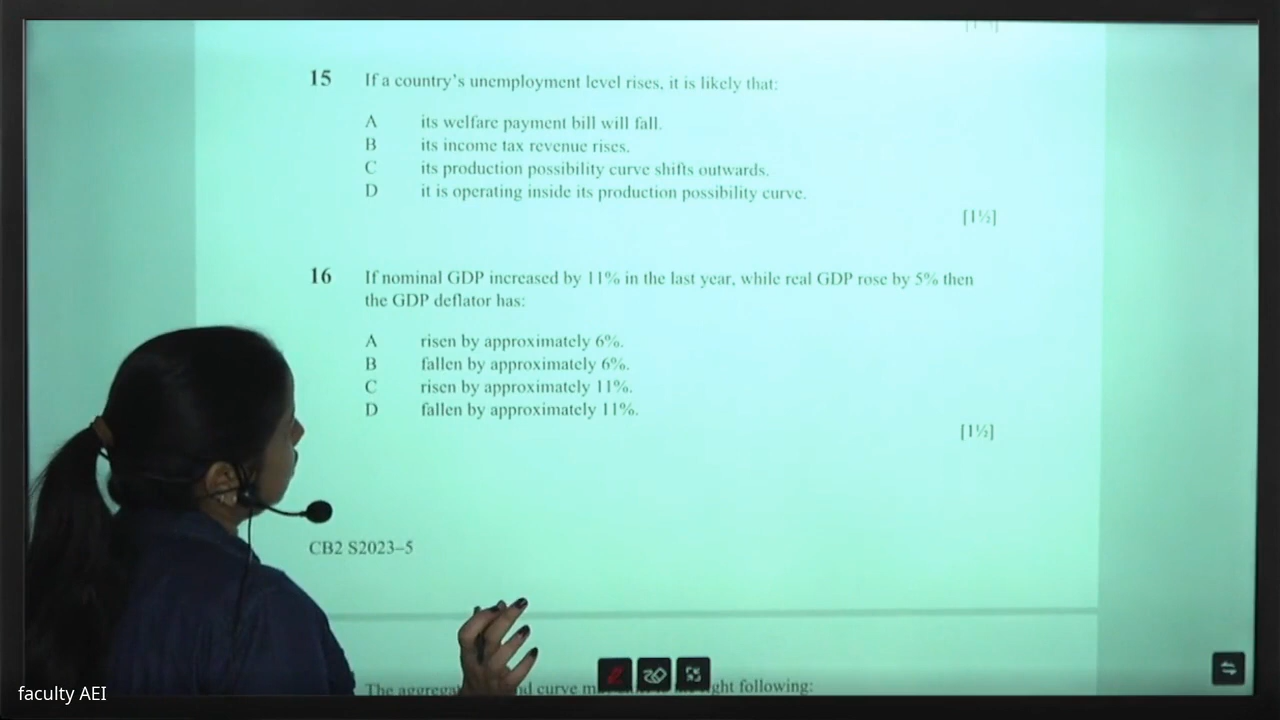 15 If a country's unemployment level rises, it is likely that:
A its welfare payment bill will fall.
B its income tax revenue rises.
C its production possibility curve shifts outwards.
D it is operating inside its production possibility curve.
[1½]
16 If nominal GDP increased by 11% in the last year, while real GDP rose by 5% then
the GDP deflator has:
A risen by approximately 6%.
B fallen by approximately 6%.
C risen by approximately 11%.
D fallen by approximately 11%.
[1½]
CB2 S2023–5
The curve following:
faculty AEI